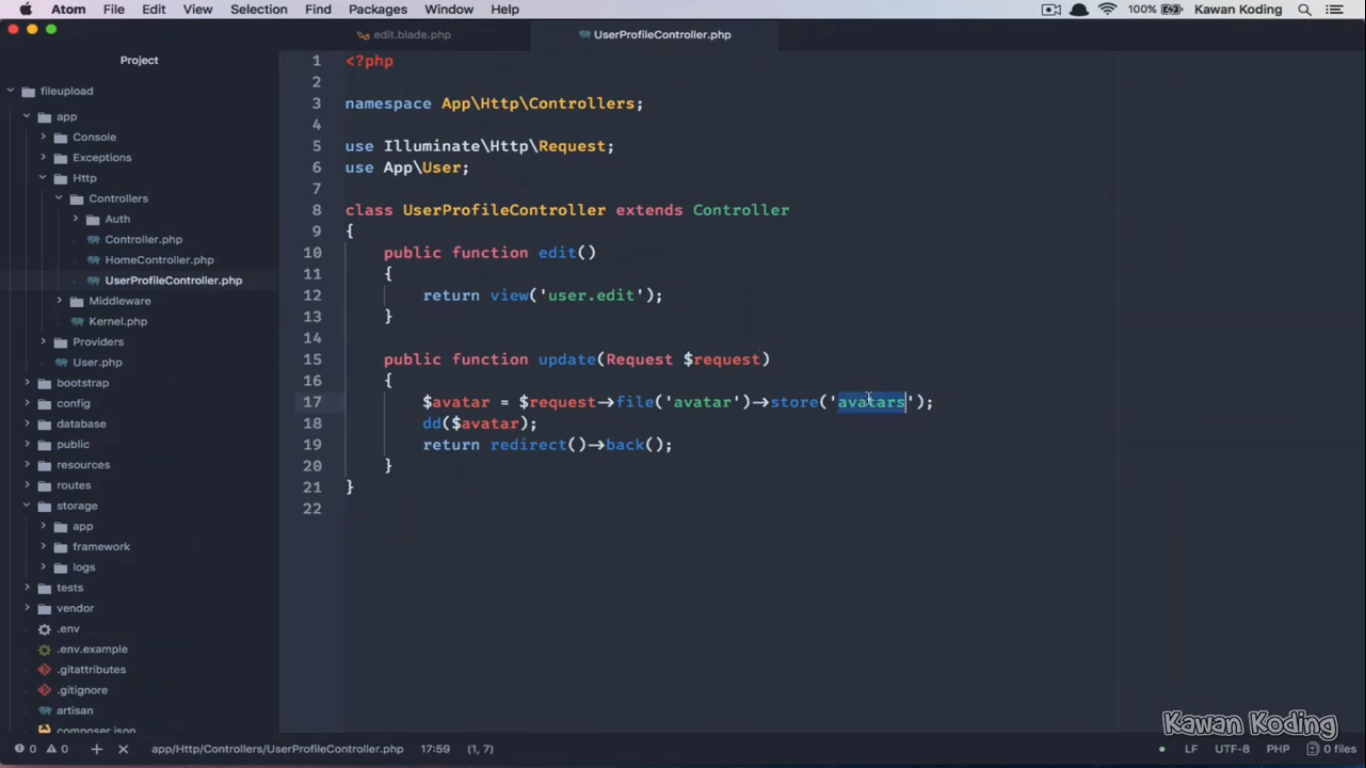 Atom File Edit View Selection Find Packages Window Help 100% Kawan Koding
edit.blade.php UserProfileController.php
Project
fileupload
app
Console
Exceptions
Http
Controllers
Auth
Controller.php
HomeController.php
UserProfileController.php
Middleware
Kernel.php
Providers
User.php
bootstrap
config
database
public
resources
routes
storage
app
framework
logs
tests
vendor
.env
.env.example
.gitattributes
.gitignore
artisan
composer.json
1 <?php
2
3 namespace App\Http\Controllers;
4
5 use Illuminate\Http\Request;
6 use App\User;
7
8 class UserProfileController extends Controller
9 {
10 public function edit()
11 {
12 return view('user.edit');
13 }
14
15 public function update(Request $request)
16 {
17 $avatar = $request→file('avatar')→store('avatars');
18 dd($avatar);
19 return redirect()→back();
20 }
21 }
22
Kawan Koding
0 0 + × app/Http/Controllers/UserProfileController.php 17:59 (1, 7) LF UTF-8 PHP 0 files